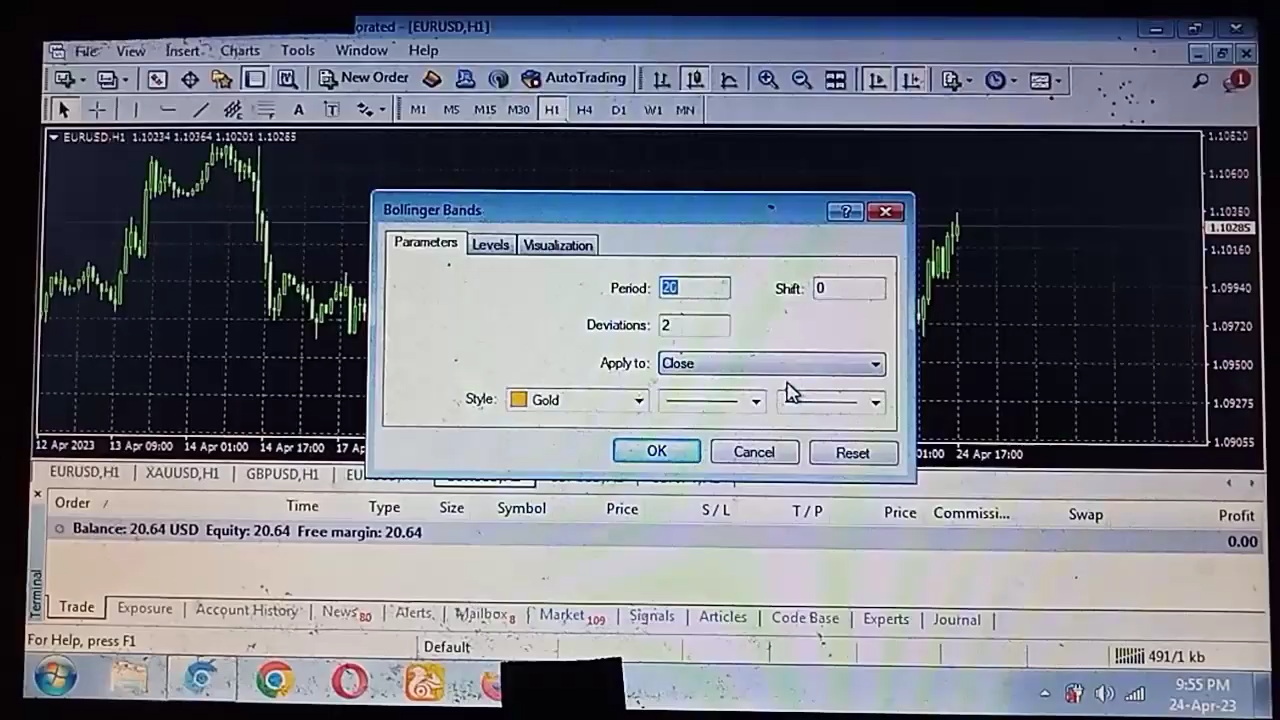 orated - [EURUSD,H1]
File View Insert Charts Tools Window Help
New Order AutoTrading 1
A T M1 M5 M15 M30 H1 H4 D1 W1 MN
EURUSD,H1 1.10234 1.10364 1.10201 1.10285
1.10820
1.10600
1.10380
1.10285
1.10160
1.09940
1.09720
1.09500
1.09275
1.09055
Bollinger Bands ?
Parameters Levels Visualization
Period: 20 Shift: 0
Deviations: 2
Apply to: Close
Style: Gold
OK Cancel Reset
12 Apr 2023 13 Apr 09:00 14 Apr 01:00 14 Apr 17:00 17 Ap 01:00 24 Apr 17:00
EURUSD,H1 XAUUSD,H1 GBPUSD,H1
Order / Time Type Size Symbol Price S / L T / P Price Commissi... Swap Profit
Balance: 20.64 USD Equity: 20.64 Free margin: 20.64 0.00
Terminal
Trade Exposure Account History News 80 Alerts Mailbox 8 Market 109 Signals Articles Code Base Experts Journal
For Help, press F1 Default 491/1 kb
9:55 PM
24-Apr-23